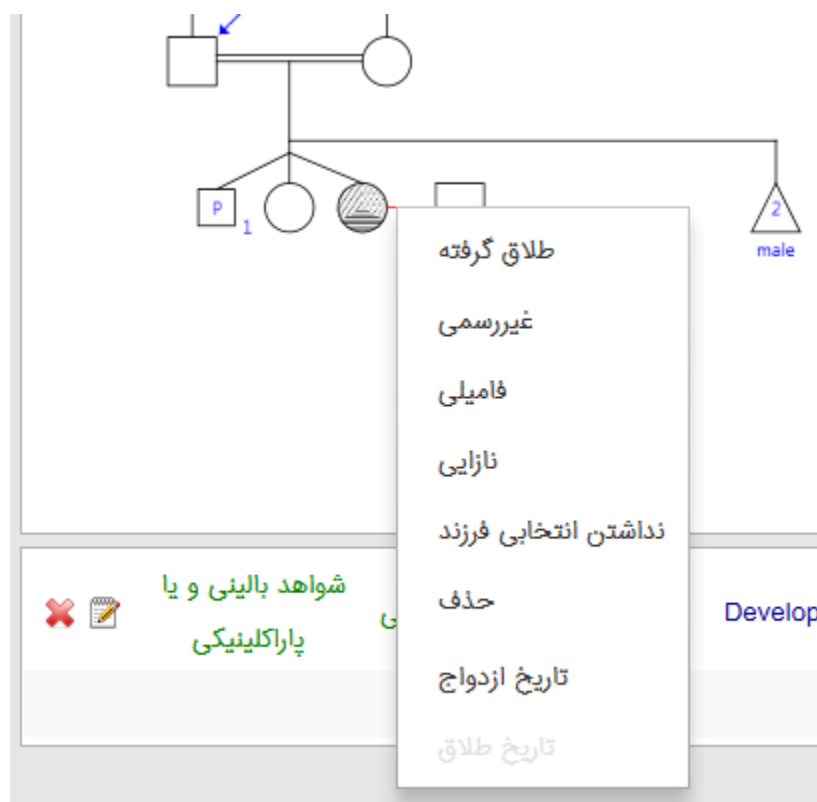 P
1
2
male
طلاق گرفته
غیررسمی
فامیلی
نازایی
نداشتن انتخابی فرزند
حذف
تاریخ ازدواج
تاریخ طلاق
شواهد بالینی و یا
پاراکلینیکی
Develop